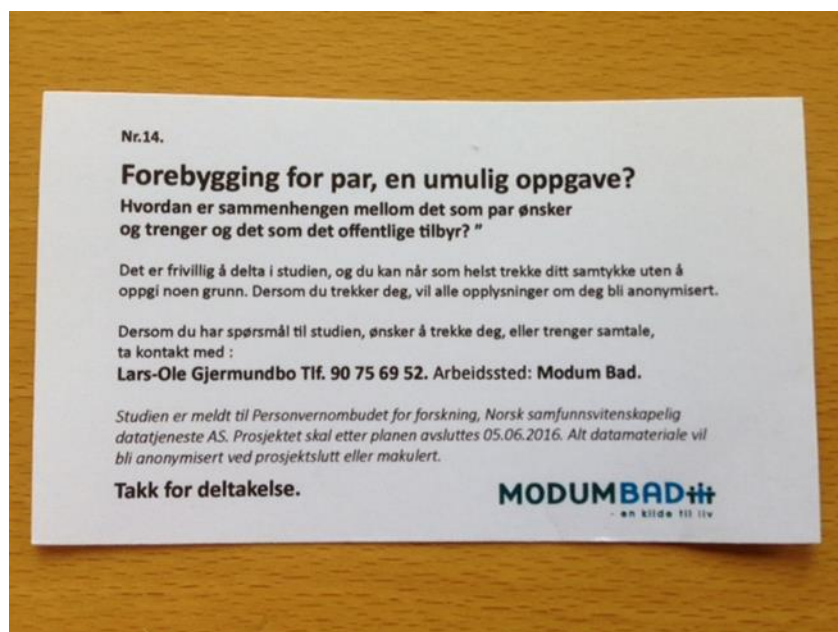 Nr.14.
Forebygging for par, en umulig oppgave?
Hvordan er sammenhengen mellom det som par ønsker
og trenger og det som det offentlige tilbyr? ”
Det er frivillig å delta i studien, og du kan når som helst trekke ditt samtykke uten å
oppgi noen grunn. Dersom du trekker deg, vil alle opplysninger om deg bli anonymisert.
Dersom du har spørsmål til studien, ønsker å trekke deg, eller trenger samtale,
ta kontakt med :
Lars-Ole Gjermundbo Tlf. 90 75 69 52. Arbeidssted: Modum Bad.
Studien er meldt til Personvernombudet for forskning, Norsk samfunnsvitenskapelig
datatjeneste AS. Prosjektet skal etter planen avsluttes 05.06.2016. Alt datamateriale vil
bli anonymisert ved prosjektslutt eller makulert.
Takk for deltakelse.
MODUMBAD
- en kilde til liv